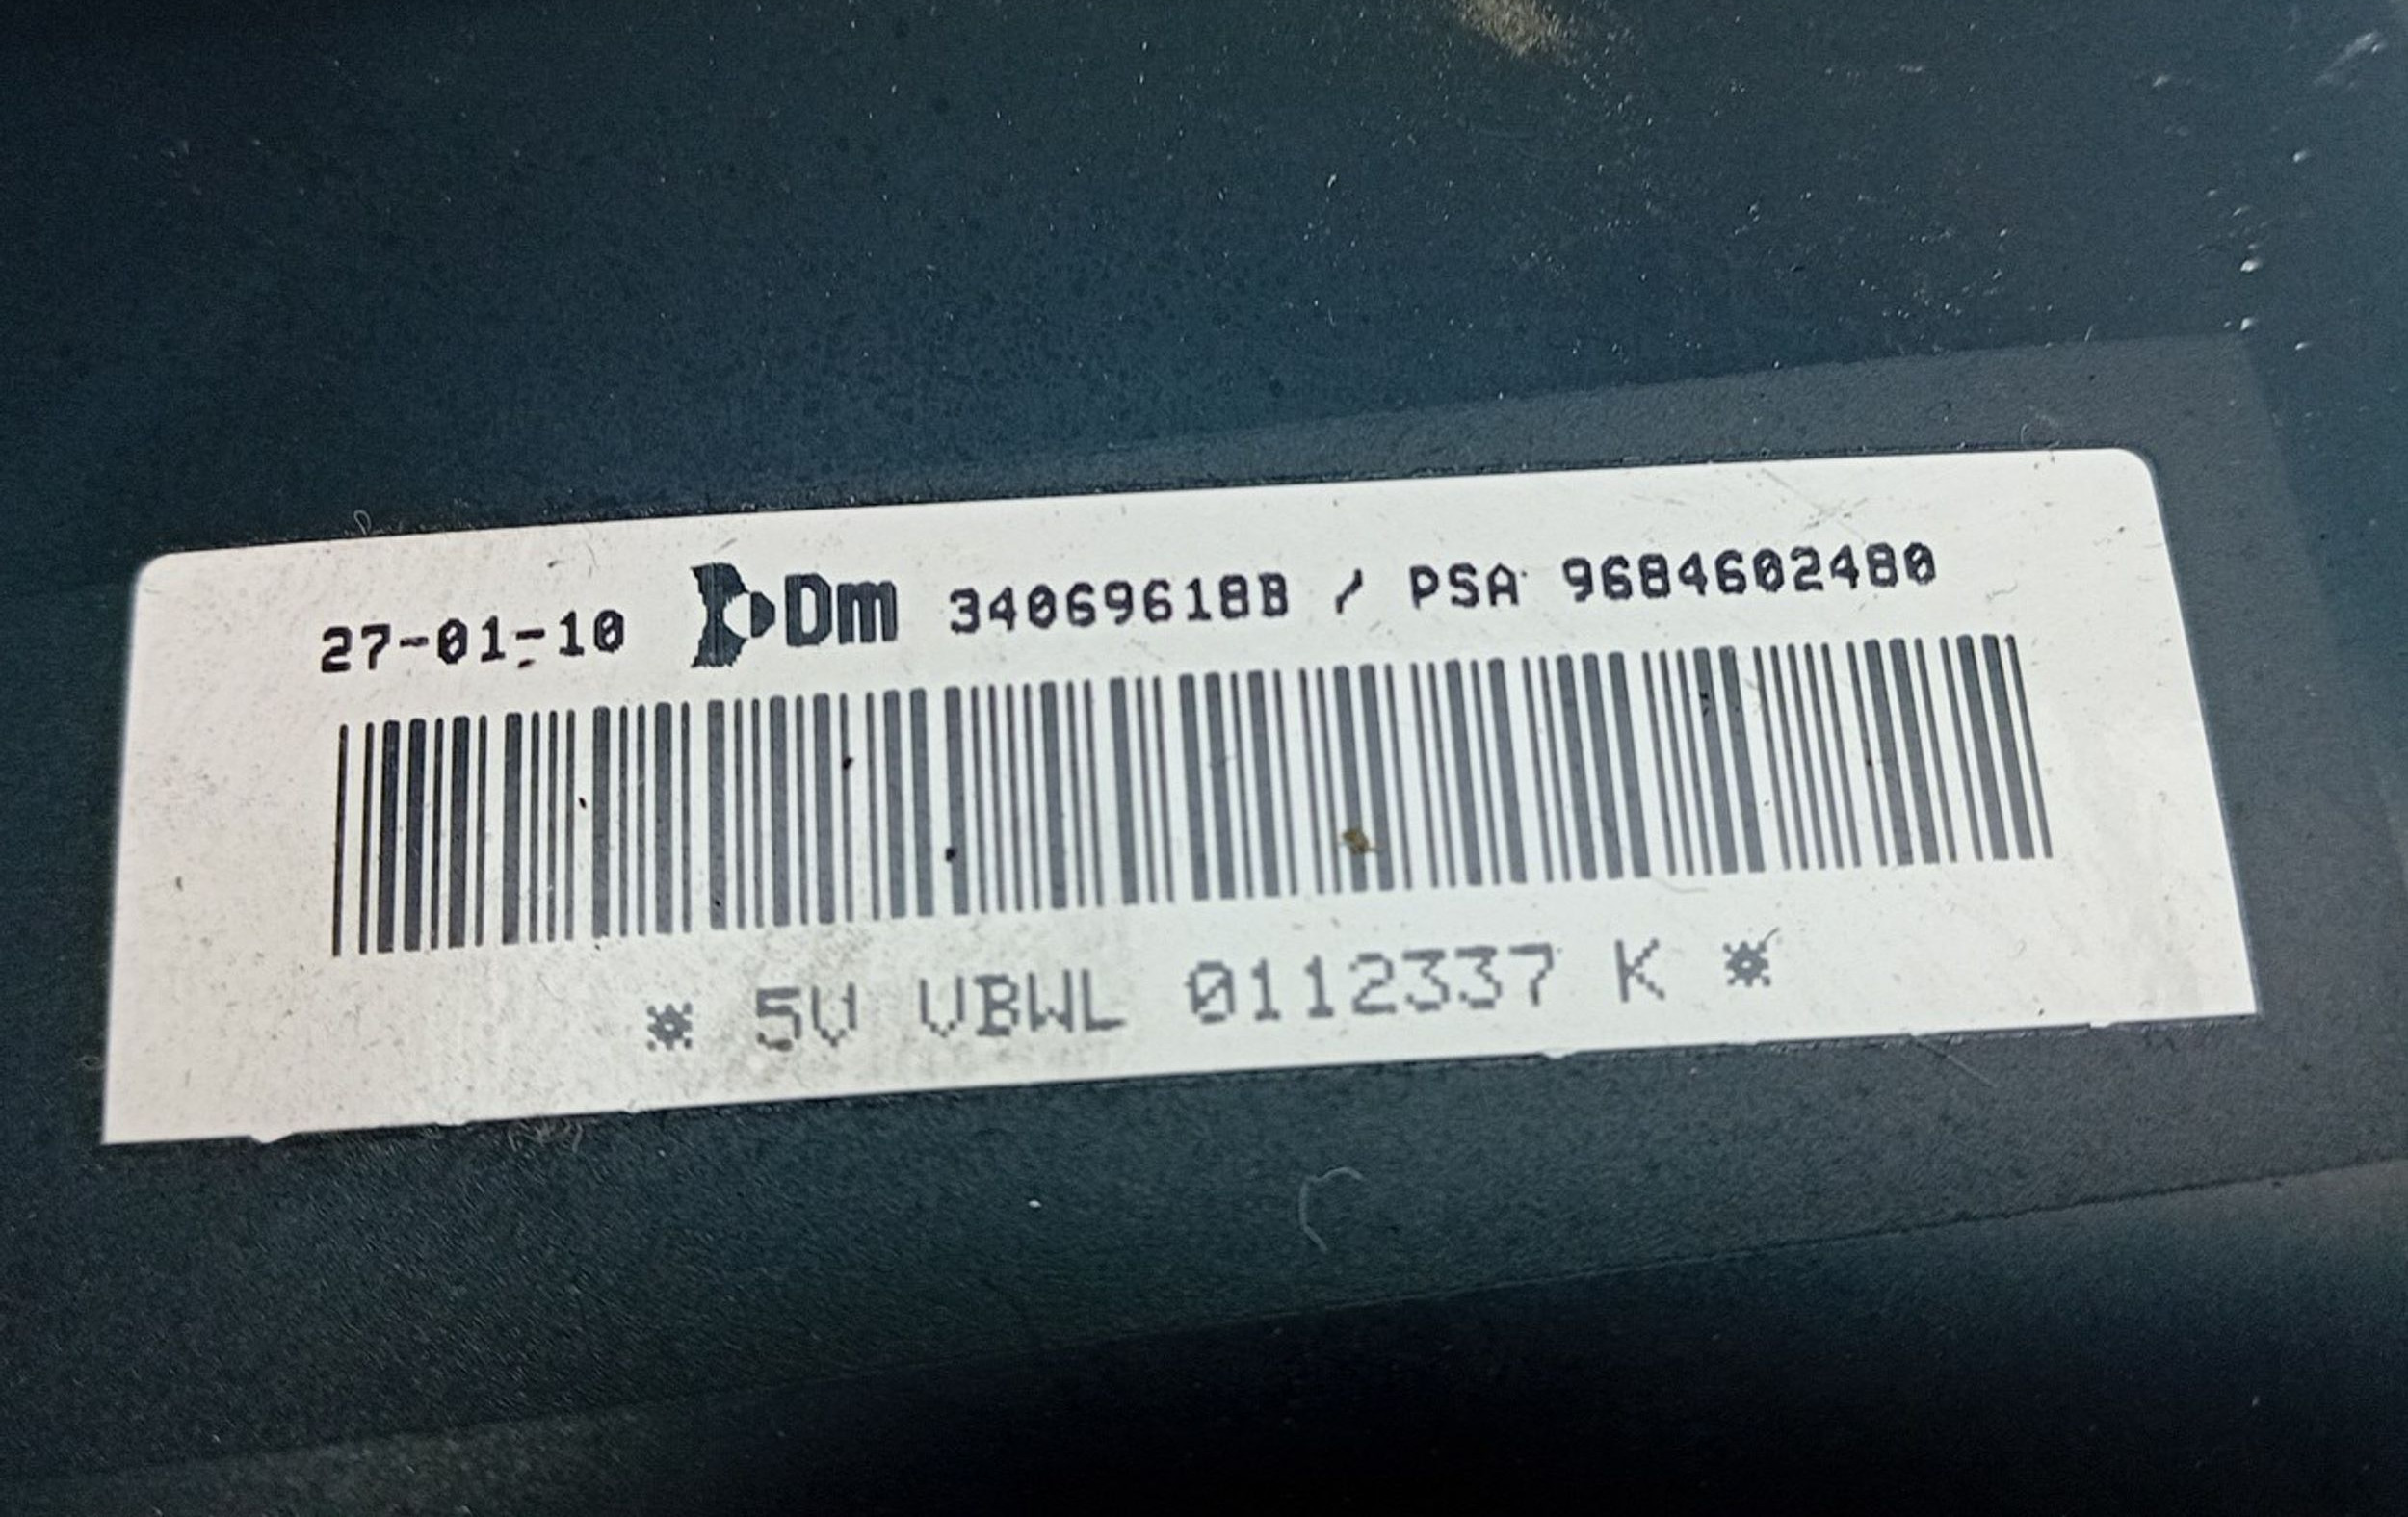 27-01-10 Dm 34069618B / PSA 9684602480
* 5V VBWL 0112337 K *